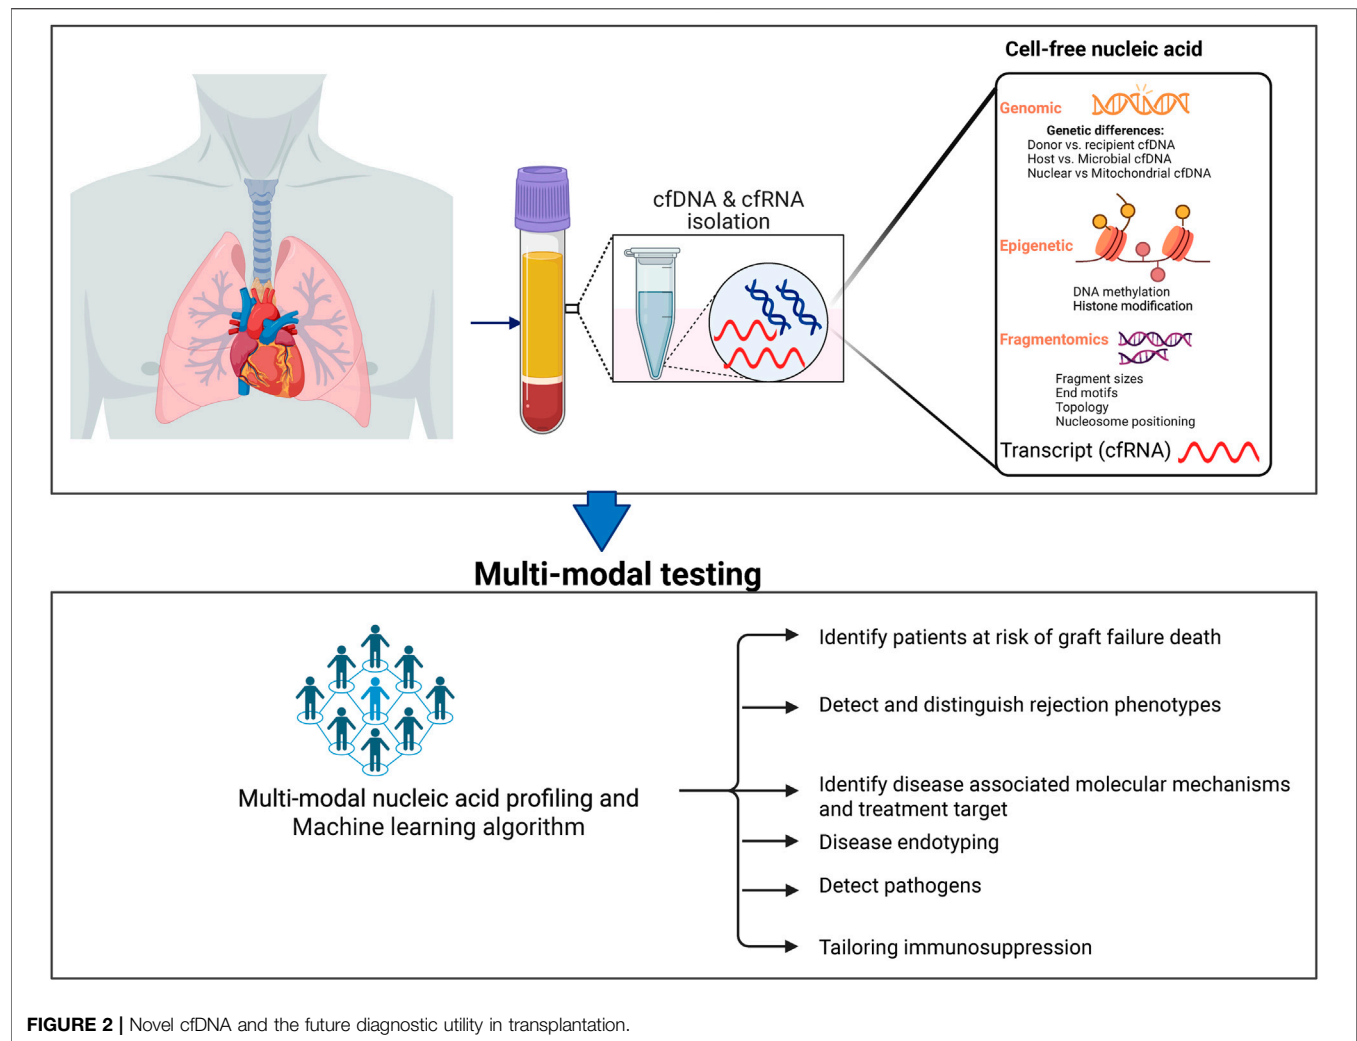 Cell-free nucleic acid
Genomic
Genetic differences:
Donor vs. recipient cfDNA
Host vs. Microbial cfDNA
Nuclear vs Mitochondrial cfDNA
cfDNA & cfRNA
isolation
Epigenetic
DNA methylation
Histone modification
Fragmentomics
Fragment sizes
End motifs
Topology
Nucleosome positioning
Transcript (cfRNA)
Multi-modal testing
Multi-modal nucleic acid profiling and
Machine learning algorithm
Identify patients at risk of graft failure death
Detect and distinguish rejection phenotypes
Identify disease associated molecular mechanisms
and treatment target
Disease endotyping
Detect pathogens
Tailoring immunosuppression
FIGURE 2 | Novel cfDNA and the future diagnostic utility in transplantation.